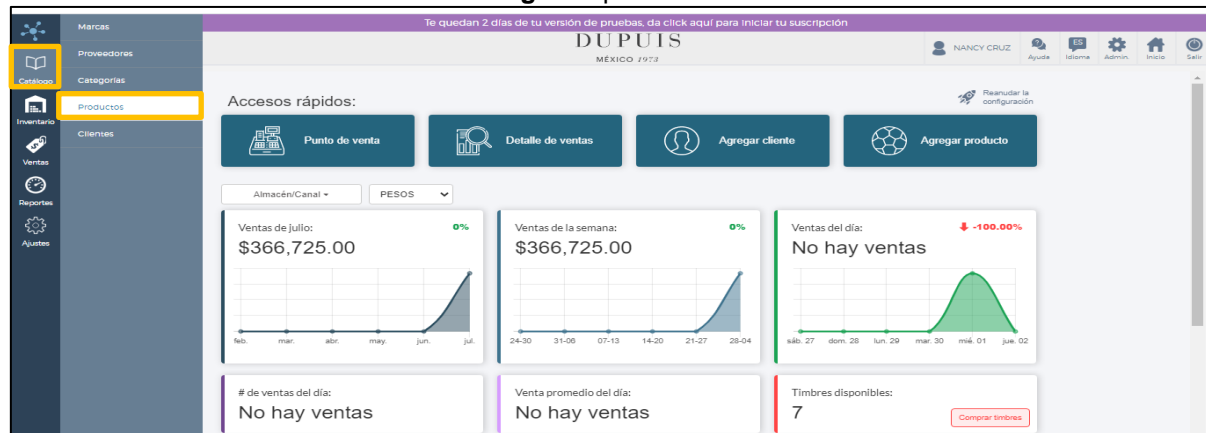 Te quedan 2 días de tu versión de pruebas, da click aquí para iniciar tu suscripción
DUPUIS
MÉXICO 1973
NANCY CRUZ
Ayuda
ES
Idioma
Admin.
Inicio
Salir
Catálogo
Inventario
Ventas
Reportes
Ajustes
Marcas
Proveedores
Categorías
Productos
Clientes
Accesos rápidos:
Reanudar la
configuración
Punto de venta
Detalle de ventas
Agregar cliente
Agregar producto
Almacén/Canal
PESOS
Ventas de julio:
0%
$366,725.00
feb. mar. abr. may. jun. jul.
Ventas de la semana:
0%
$366,725.00
24-30 31-06 07-13 14-20 21-27 28-04
Ventas del día:
-100.00%
No hay ventas
sáb. 27 dom. 28 lun. 29 mar. 30 mié. 01 jue. 02
# de ventas del día:
No hay ventas
Venta promedio del día:
No hay ventas
Timbres disponibles:
7
Comprar timbres